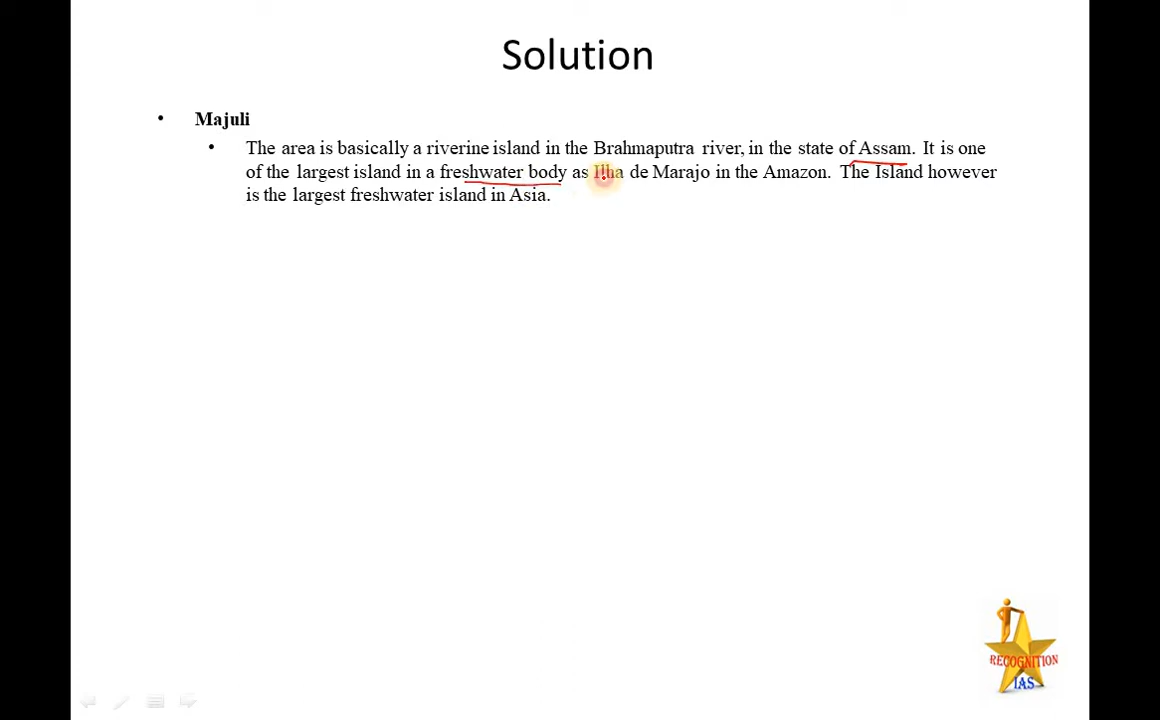 Solution
• Majuli
• The area is basically a riverine island in the Brahmaputra river, in the state of Assam. It is one
of the largest island in a freshwater body as Ilha de Marajo in the Amazon. The Island however
is the largest freshwater island in Asia.
RECOGNITION
IAS